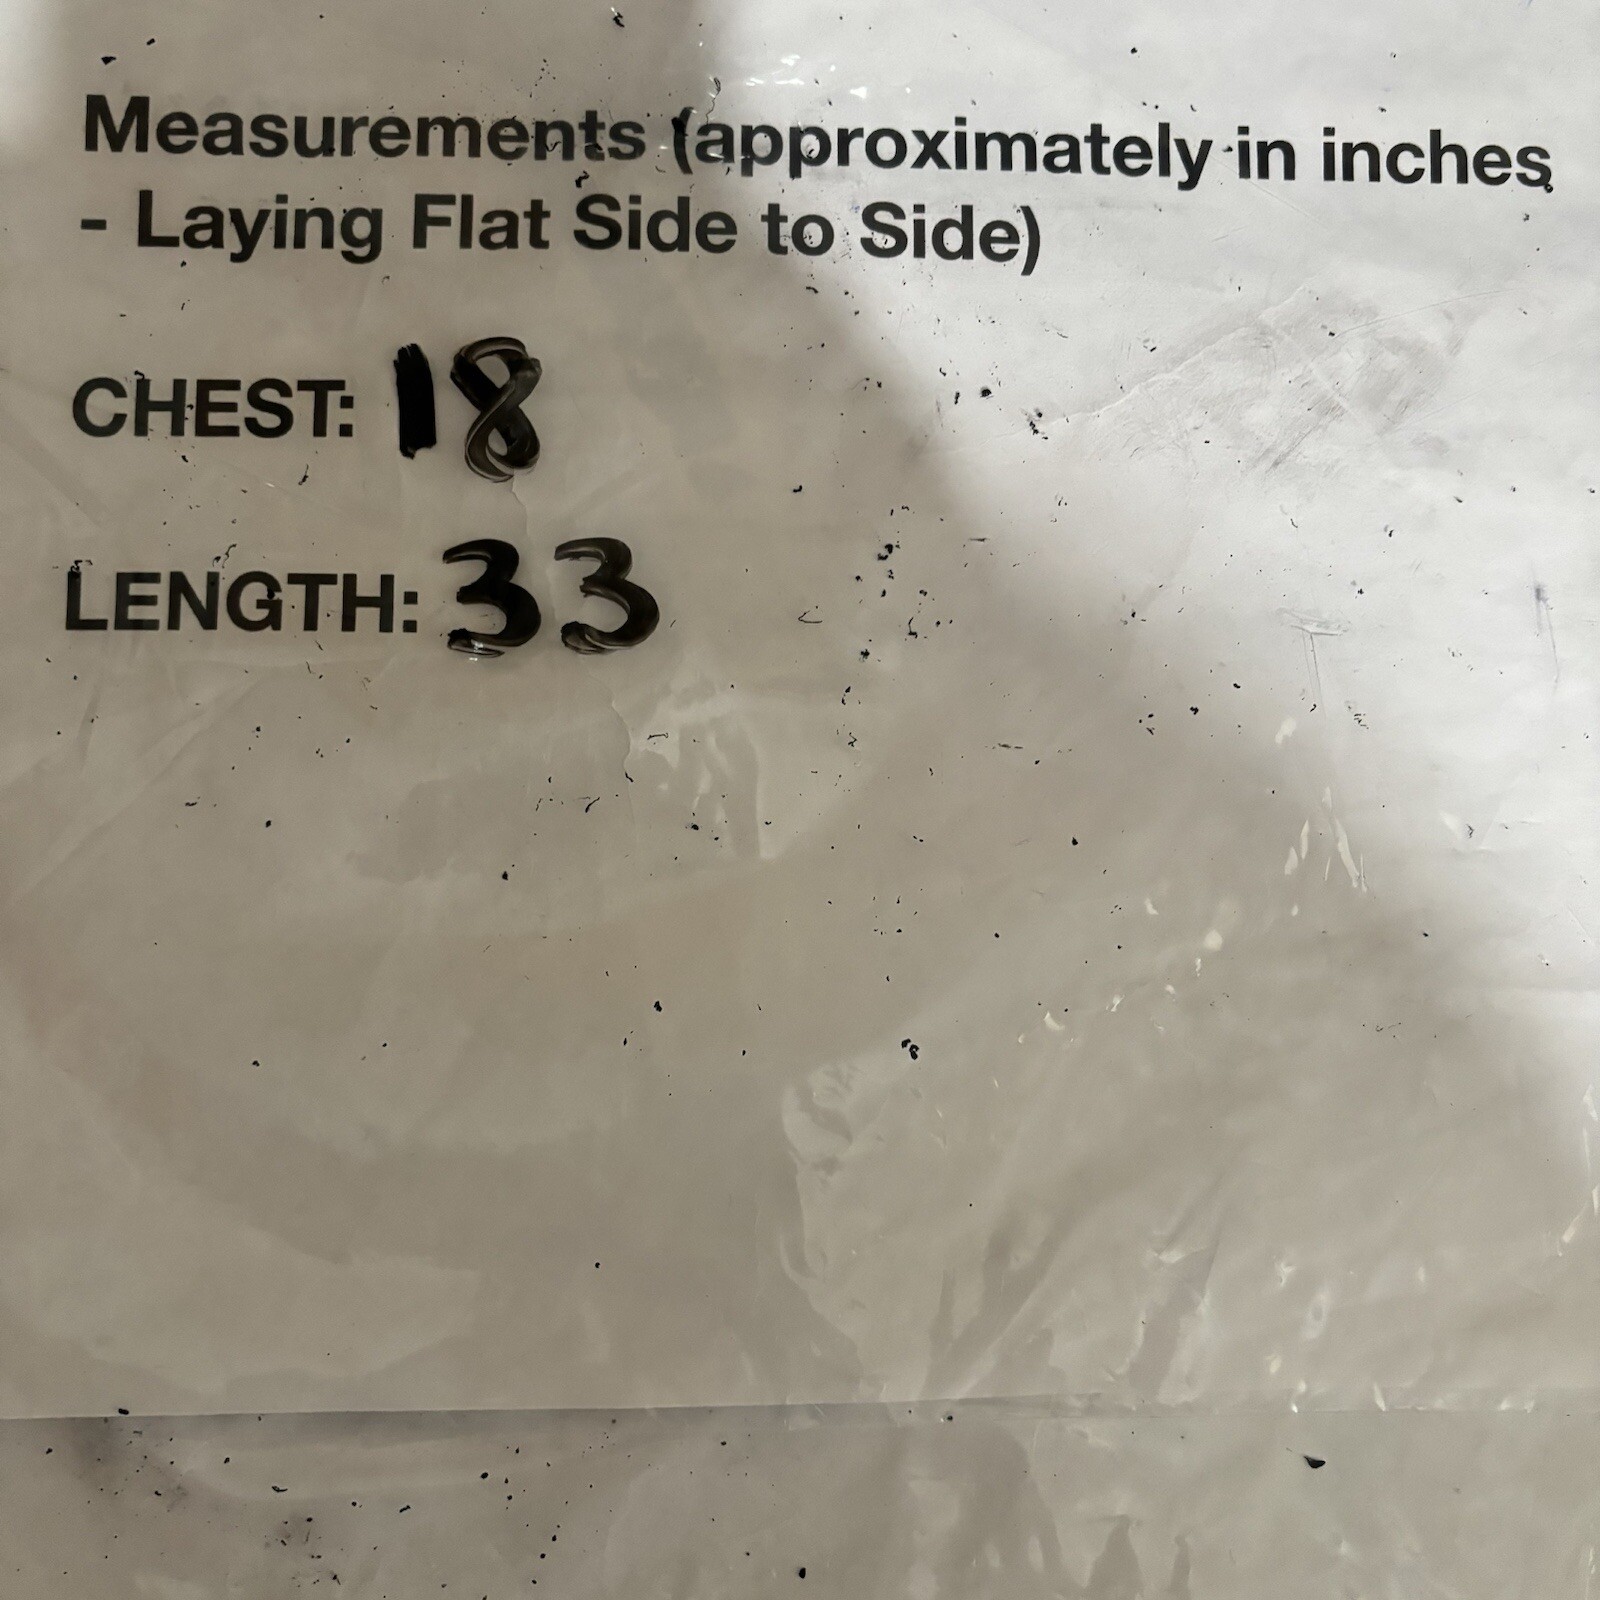 Measurements (approximately in inches
- Laying Flat Side to Side)
CHEST: 18
LENGTH: 33